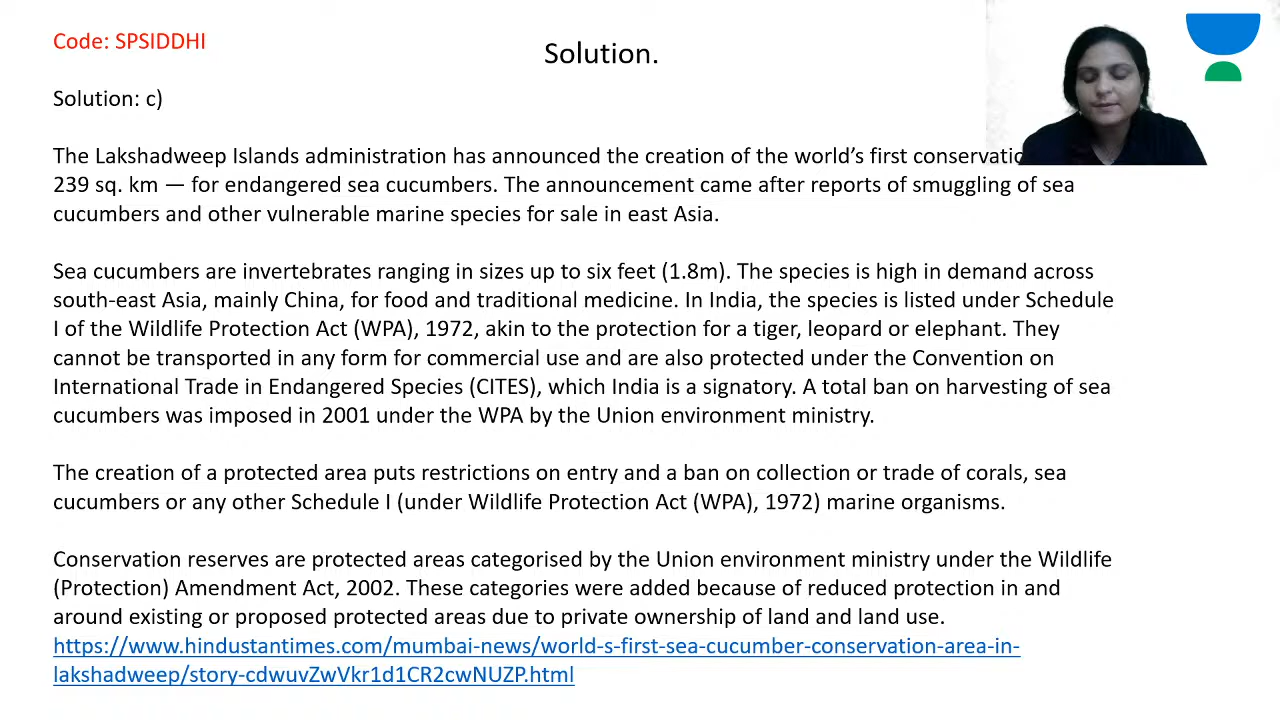 Code: SPSIDDHI
Solution.
Solution: c)
The Lakshadweep Islands administration has announced the creation of the world’s first
239 sq. km — for endangered sea cucumbers. The announcement came after reports of smuggling of sea
cucumbers and other vulnerable marine species for sale in east Asia.
Sea cucumbers are invertebrates ranging in sizes up to six feet (1.8m). The species is high in demand across
south-east Asia, mainly China, for food and traditional medicine. In India, the species is listed under Schedule
I of the Wildlife Protection Act (WPA), 1972, akin to the protection for a tiger, leopard or elephant. They
cannot be transported in any form for commercial use and are also protected under the Convention on
International Trade in Endangered Species (CITES), which India is a signatory. A total ban on harvesting of sea
cucumbers was imposed in 2001 under the WPA by the Union environment ministry.
The creation of a protected area puts restrictions on entry and a ban on collection or trade of corals, sea
cucumbers or any other Schedule I (under Wildlife Protection Act (WPA), 1972) marine organisms.
Conservation reserves are protected areas categorised by the Union environment ministry under the Wildlife
(Protection) Amendment Act, 2002. These categories were added because of reduced protection in and
around existing or proposed protected areas due to private ownership of land and land use.
https://www.hindustantimes.com/mumbai-news/world-s-first-sea-cucumber-conservation-area-in-
lakshadweep/story-cdwuvZwVkr1d1CR2cwNUZP.html